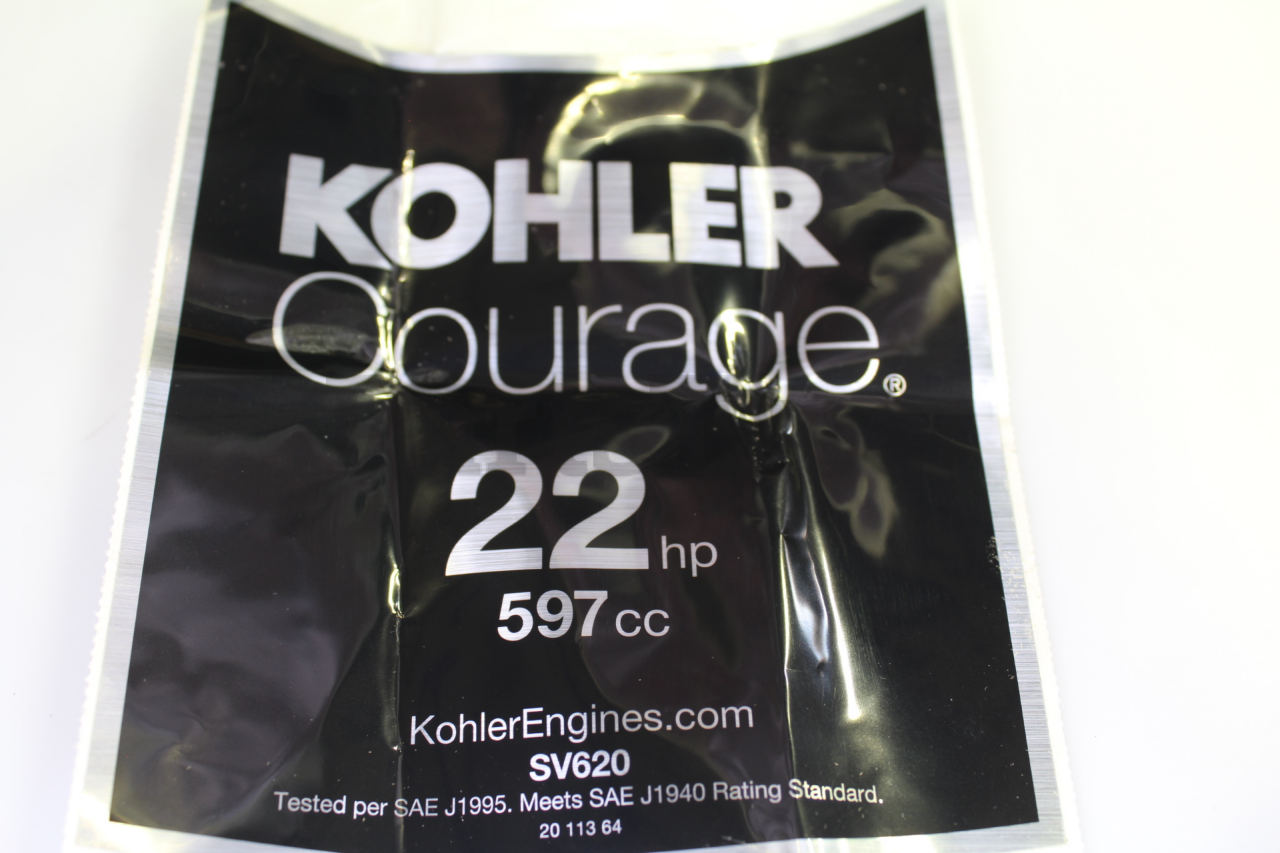 KOHLER
Courage®
22 hp
597 cc
KohlerEngines.com
SV620
Tested per SAE J1995. Meets SAE J1940 Rating Standard.
20 113 64